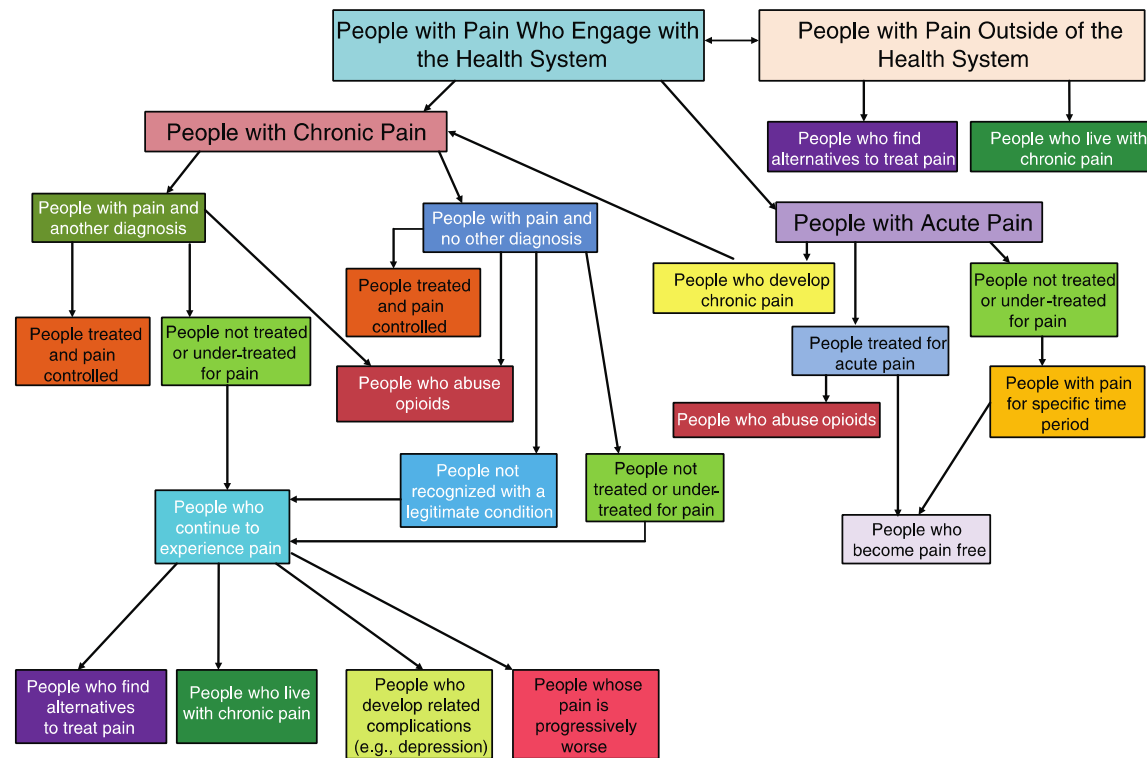 People with Pain Who Engage with
the Health System
People with Pain Outside of the
Health System
People with Chronic Pain
People who find
alternatives to treat pain
People who live with
chronic pain
People with pain and
another diagnosis
People with pain and
no other diagnosis
People with Acute Pain
People treated
and pain
controlled
People who develop
chronic pain
People not treated
or under-treated
for pain
People treated
and pain
controlled
People not treated
or under-treated
for pain
People treated for
acute pain
People who abuse
opioids
People who abuse opioids
People with pain
for specific time
period
People not
recognized with a
legitimate condition
People not
treated or under-
treated for pain
People who
continue to
experience pain
People who
become pain free
People who find
alternatives
to treat pain
People who live
with chronic pain
People who
develop related
complications
(e.g., depression)
People whose
pain is
progressively
worse